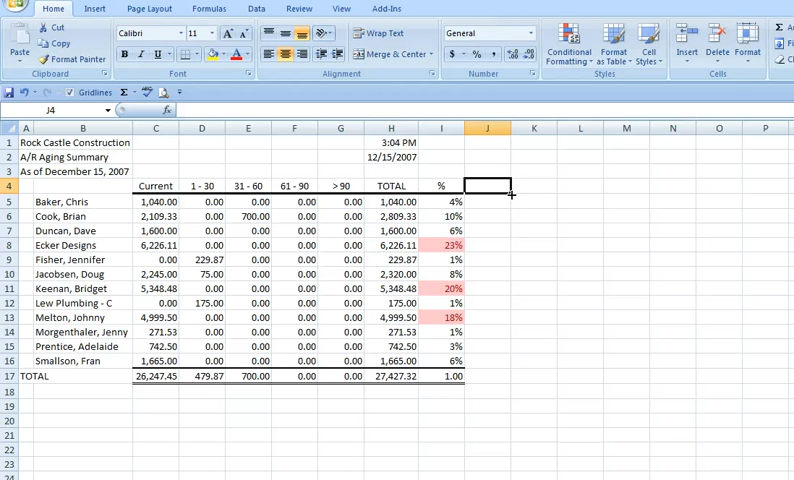 Home Insert Page Layout Formulas Data Review View Add-Ins
Cut
Copy
Format Painter
Paste
Clipboard
Calibri 11
B I U
Font
Wrap Text
Merge & Center
Alignment
General
$ % ,
Number
Conditional Formatting
Format as Table
Cell Styles
Styles
Insert Delete Format
Cells
Gridlines Σ
J4 fx
A B C D E F G H I J K L M N O P
1 Rock Castle Construction 3:04 PM
2 A/R Aging Summary 12/15/2007
3 As of December 15, 2007
4 Current 1 - 30 31 - 60 61 - 90 > 90 TOTAL %
5 Baker, Chris 1,040.00 0.00 0.00 0.00 0.00 1,040.00 4%
6 Cook, Brian 2,109.33 0.00 700.00 0.00 0.00 2,809.33 10%
7 Duncan, Dave 1,600.00 0.00 0.00 0.00 0.00 1,600.00 6%
8 Ecker Designs 6,226.11 0.00 0.00 0.00 0.00 6,226.11 23%
9 Fisher, Jennifer 0.00 229.87 0.00 0.00 0.00 229.87 1%
10 Jacobsen, Doug 2,245.00 75.00 0.00 0.00 0.00 2,320.00 8%
11 Keenan, Bridget 5,348.48 0.00 0.00 0.00 0.00 5,348.48 20%
12 Lew Plumbing - C 0.00 175.00 0.00 0.00 0.00 175.00 1%
13 Melton, Johnny 4,999.50 0.00 0.00 0.00 0.00 4,999.50 18%
14 Morgenthaler, Jenny 271.53 0.00 0.00 0.00 0.00 271.53 1%
15 Prentice, Adelaide 742.50 0.00 0.00 0.00 0.00 742.50 3%
16 Smallson, Fran 1,665.00 0.00 0.00 0.00 0.00 1,665.00 6%
17 TOTAL 26,247.45 479.87 700.00 0.00 0.00 27,427.32 1.00
18
19
20
21
22
23
24